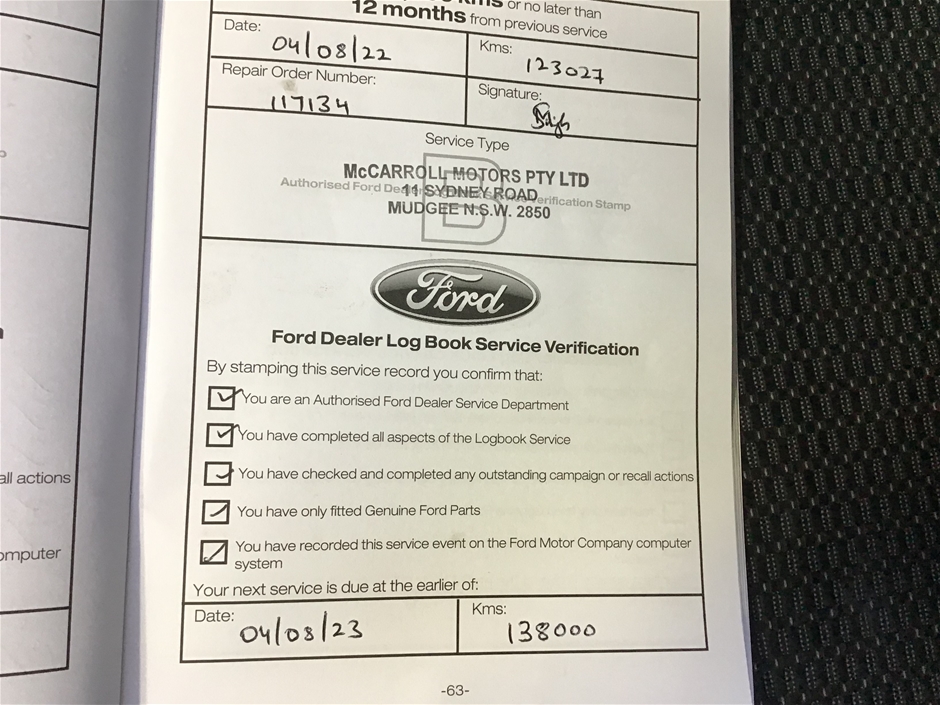 kms or no later than
12 months from previous service
Date:
04/08/22
Kms:
123027
Repair Order Number:
117134
Signature:
Service Type
B
McCARROLL MOTORS PTY LTD
Authorised Ford Verification Stamp
11 SYDNEY ROAD
MUDGEE N.S.W. 2850
Ford
Ford Dealer Log Book Service Verification
By stamping this service record you confirm that:
You are an Authorised Ford Dealer Service Department
You have completed all aspects of the Logbook Service
You have checked and completed any outstanding campaign or recall actions
all actions
You have only fitted Genuine Ford Parts
You have recorded this service event on the Ford Motor Company computer
system
omputer
Your next service is due at the earlier of:
Date:
04/08/23
Kms:
138000
-63-